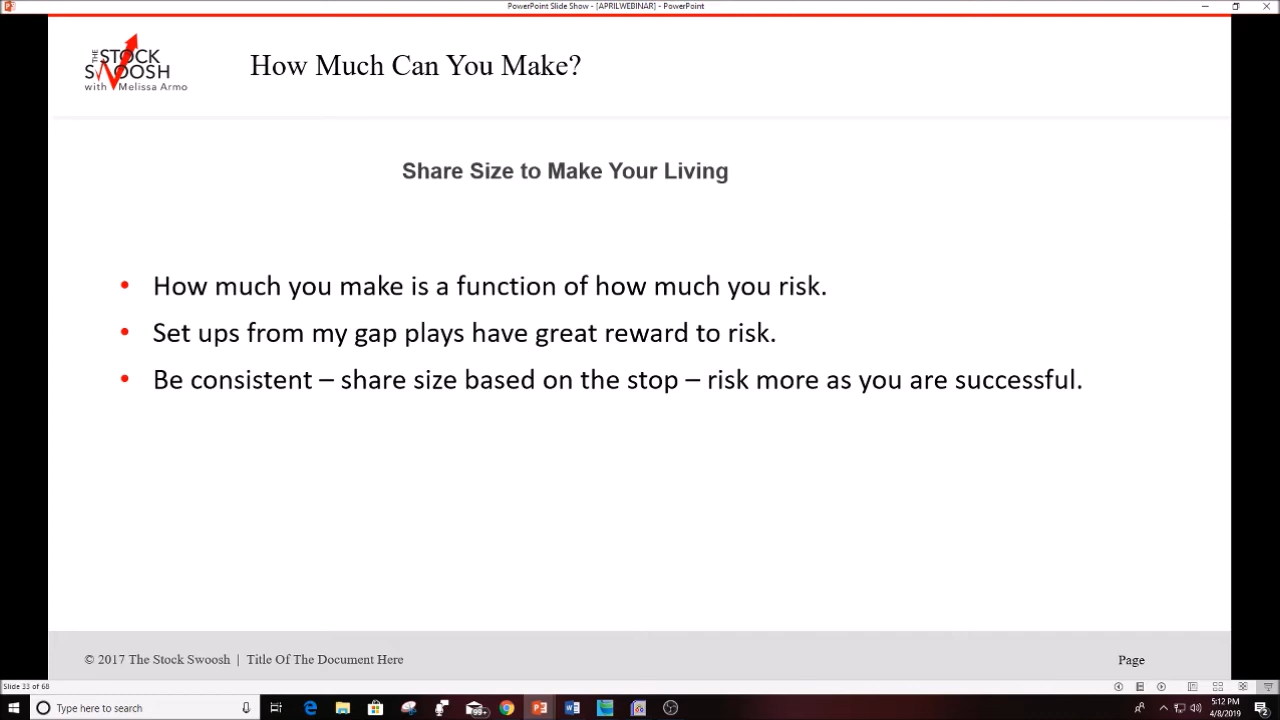 PowerPoint Slide Show - [APRILWEBINAR] - PowerPoint
THE STOCK
SWOOSH
with Melissa Armo
How Much Can You Make?
Share Size to Make Your Living
• How much you make is a function of how much you risk.
• Set ups from my gap plays have great reward to risk.
• Be consistent – share size based on the stop – risk more as you are successful.
© 2017 The Stock Swoosh | Title Of The Document Here
Page
Slide 33 of 68
Type here to search
99+
5:12 PM
4/8/2019
2